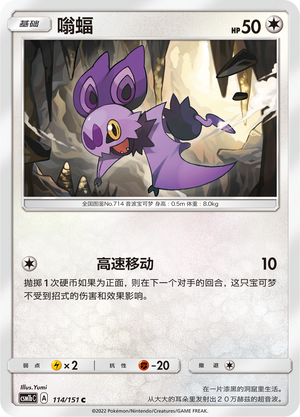 基础
嗡蝠
HP 50
全国图鉴No.714 音波宝可梦 身高：0.5m 体重：8.0kg
高速移动 10
抛掷1次硬币如果为正面，则在下一个对手的回合，这只宝可梦
不受到招式的伤害和效果影响。
弱点 ×2 抗性 -20 撤退
Illus.Yumi
csm1b C A 114/151 C
在一片漆黑的洞窟里生活。
从大大的耳朵里发射出20万赫兹的超音波。
©2022 Pokémon/Nintendo/Creatures/GAME FREAK.